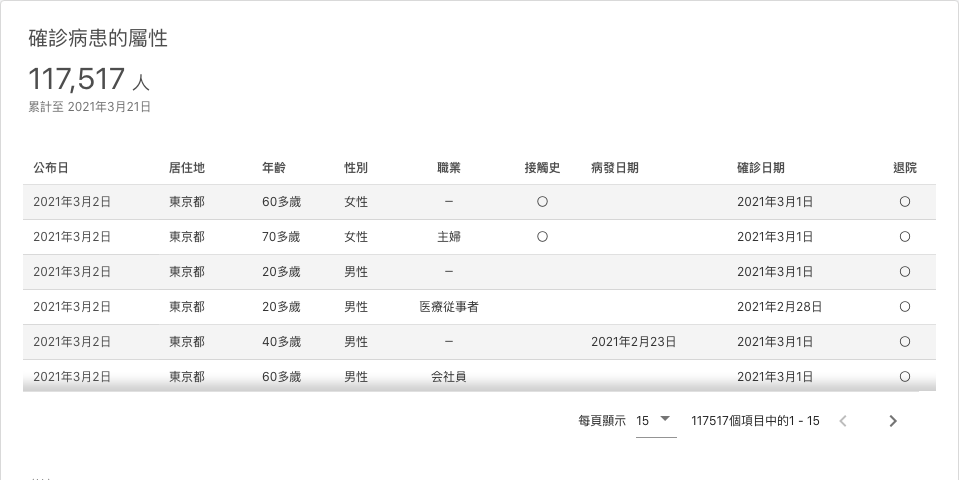 確診病患的屬性
117,517 人
累計至 2021年3月21日
公布日 居住地 年齡 性別 職業 接觸史 病發日期 確診日期 退院
2021年3月2日 東京都 60多歲 女性 − 〇 2021年3月1日 〇
2021年3月2日 東京都 70多歲 女性 主婦 〇 2021年3月1日 〇
2021年3月2日 東京都 20多歲 男性 − 2021年3月1日 〇
2021年3月2日 東京都 20多歲 男性 医療従事者 2021年2月28日 〇
2021年3月2日 東京都 40多歲 男性 − 2021年2月23日 2021年3月1日 〇
2021年3月2日 東京都 60多歲 男性 会社員 2021年3月1日 〇
每頁顯示 15 117517個項目中的1 - 15